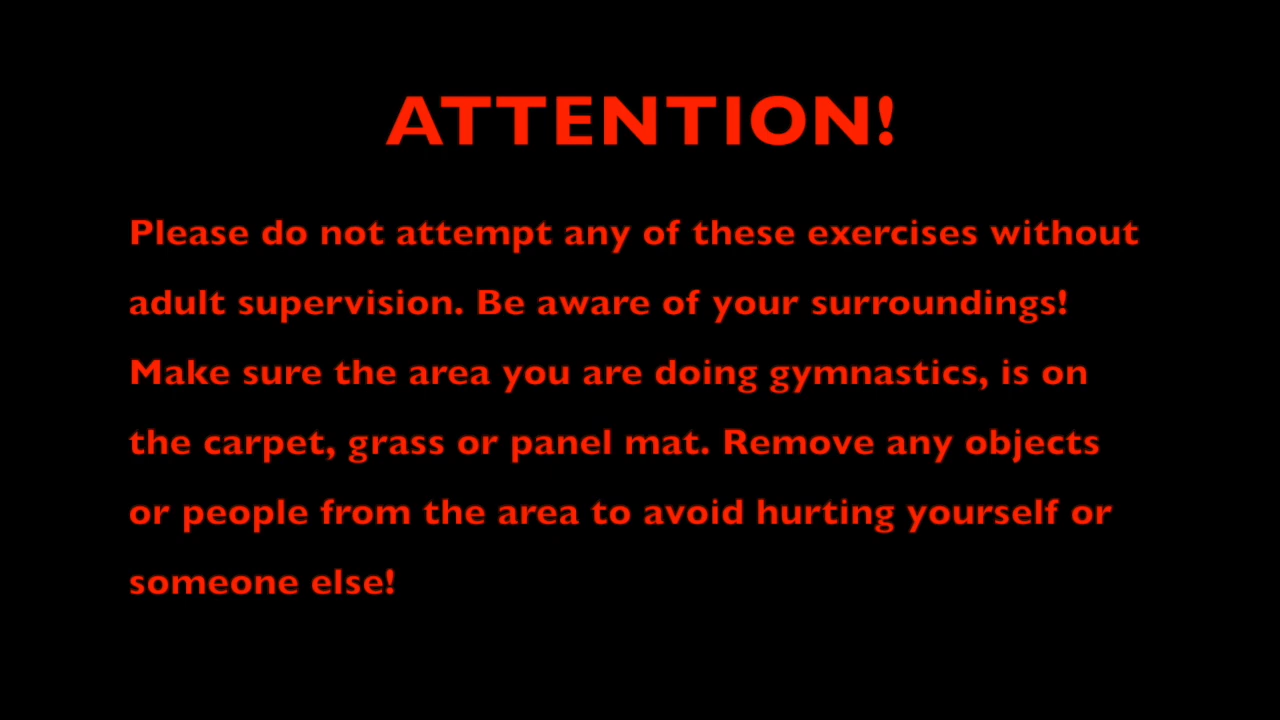 ATTENTION!
Please do not attempt any of these exercises without
adult supervision. Be aware of your surroundings!
Make sure the area you are doing gymnastics, is on
the carpet, grass or panel mat. Remove any objects
or people from the area to avoid hurting yourself or
someone else!